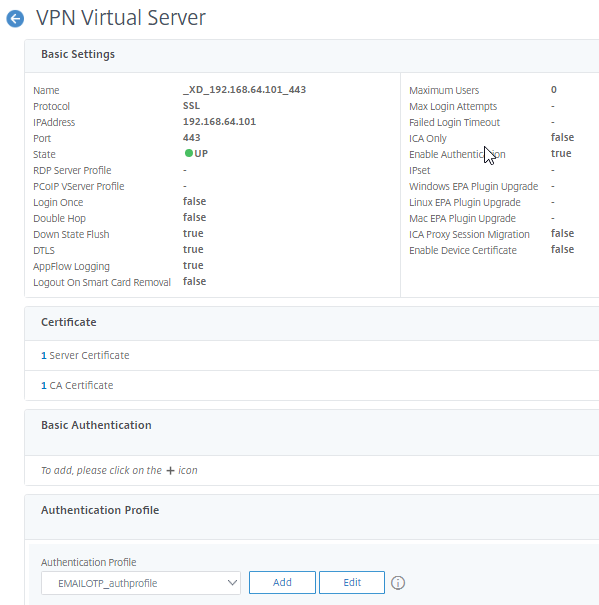 VPN Virtual Server
Basic Settings
Name _XD_192.168.64.101_443
Protocol SSL
IPAddress 192.168.64.101
Port 443
State UP
RDP Server Profile -
PCoIP VServer Profile -
Login Once false
Double Hop false
Down State Flush true
DTLS true
AppFlow Logging true
Logout On Smart Card Removal false
Maximum Users 0
Max Login Attempts -
Failed Login Timeout -
ICA Only false
Enable Authentication true
IPset -
Windows EPA Plugin Upgrade -
Linux EPA Plugin Upgrade -
Mac EPA Plugin Upgrade -
ICA Proxy Session Migration false
Enable Device Certificate false
Certificate
1 Server Certificate
1 CA Certificate
Basic Authentication
To add, please click on the + icon
Authentication Profile
Authentication Profile
EMAILOTP_authprofile Add Edit